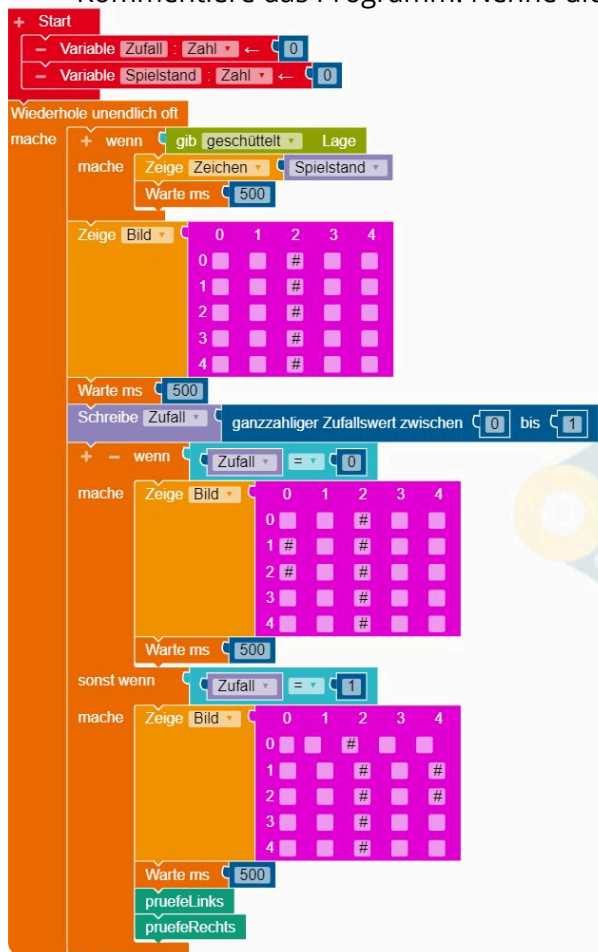 Kommentiere das Programm. Nenne die
+ Start
− Variable Zufall : Zahl ← 0
− Variable Spielstand : Zahl ← 0
Wiederhole unendlich oft
mache + wenn gib geschüttelt Lage
mache Zeige Zeichen Spielstand
Warte ms 500
Zeige Bild 0 1 2 3 4
0 #
1 #
2 #
3 #
4 #
Warte ms 500
Schreibe Zufall ganzzahliger Zufallswert zwischen 0 bis 1
+ − wenn Zufall = 0
mache Zeige Bild 0 1 2 3 4
0 #
1 # #
2 # #
3 #
4 #
Warte ms 500
sonst wenn Zufall = 1
mache Zeige Bild 0 1 2 3 4
0 #
1 # #
2 # #
3 #
4 #
Warte ms 500
pruefeLinks
pruefeRechts